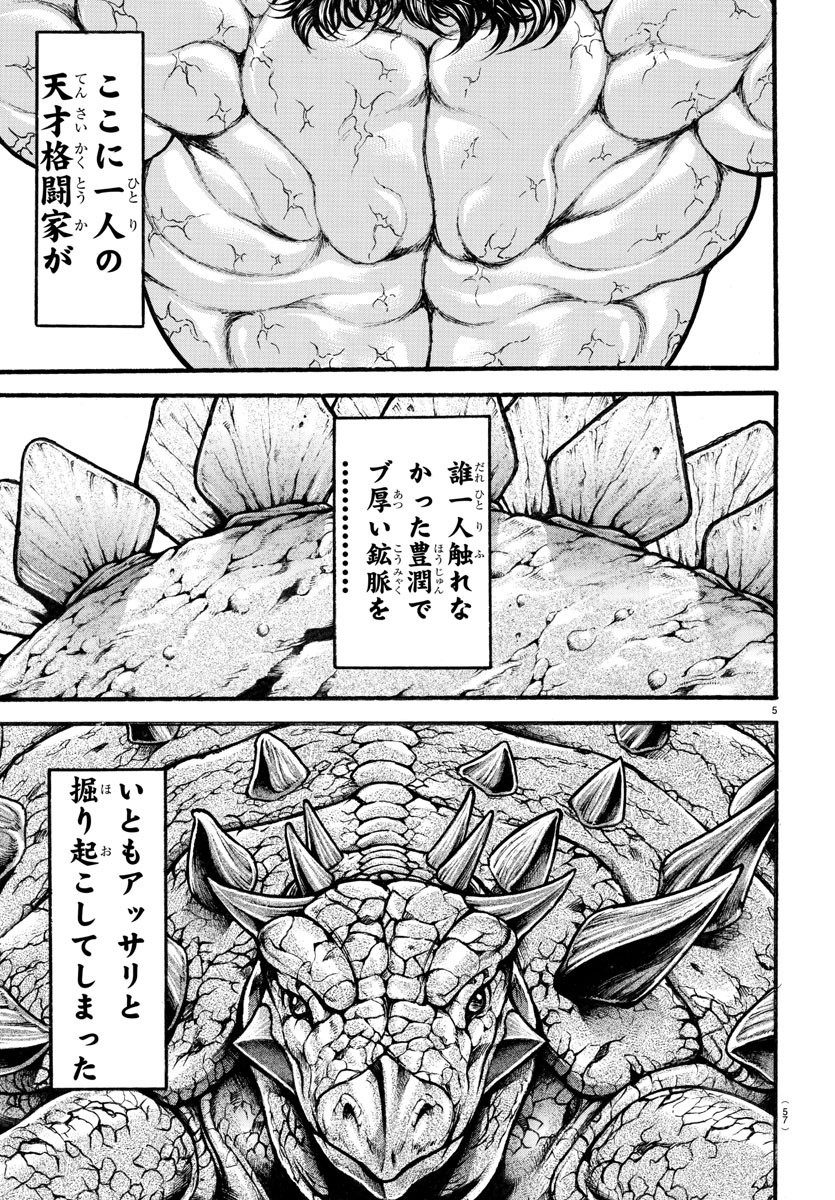 ここに一人の
天才格闘家が
誰一人触れな
かった豊潤で
ブ厚い鉱脈を
………
いともアッサリと
掘り起こしてしまった
5
(57)